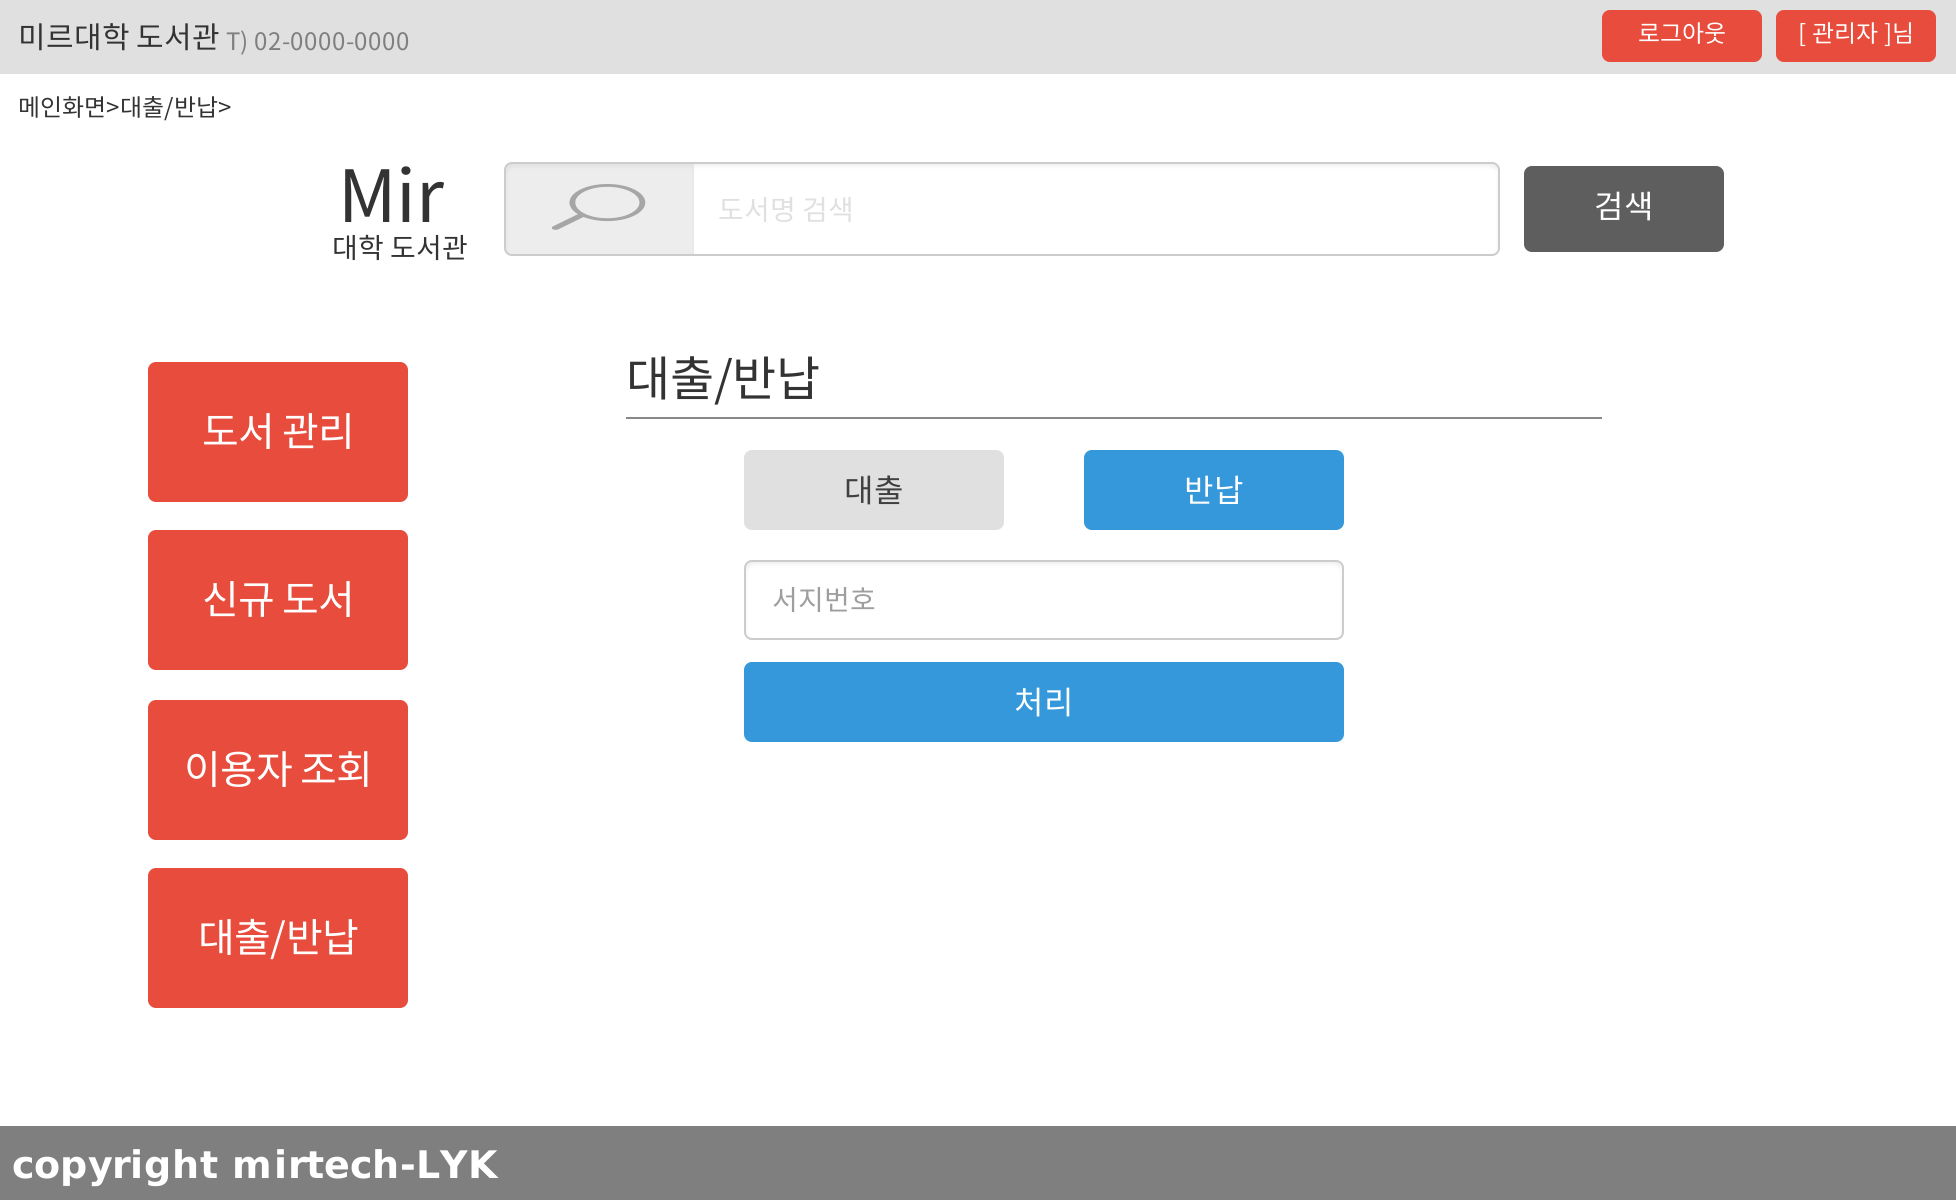 미르대학 도서관 T) 02-0000-0000
로그아웃
[ 관리자 ]님
메인화면>대출/반납>
Mir
대학 도서관
도서명 검색
검색
도서 관리
신규 도서
이용자 조회
대출/반납
대출/반납
대출
반납
서지번호
처리
copyright mirtech-LYK